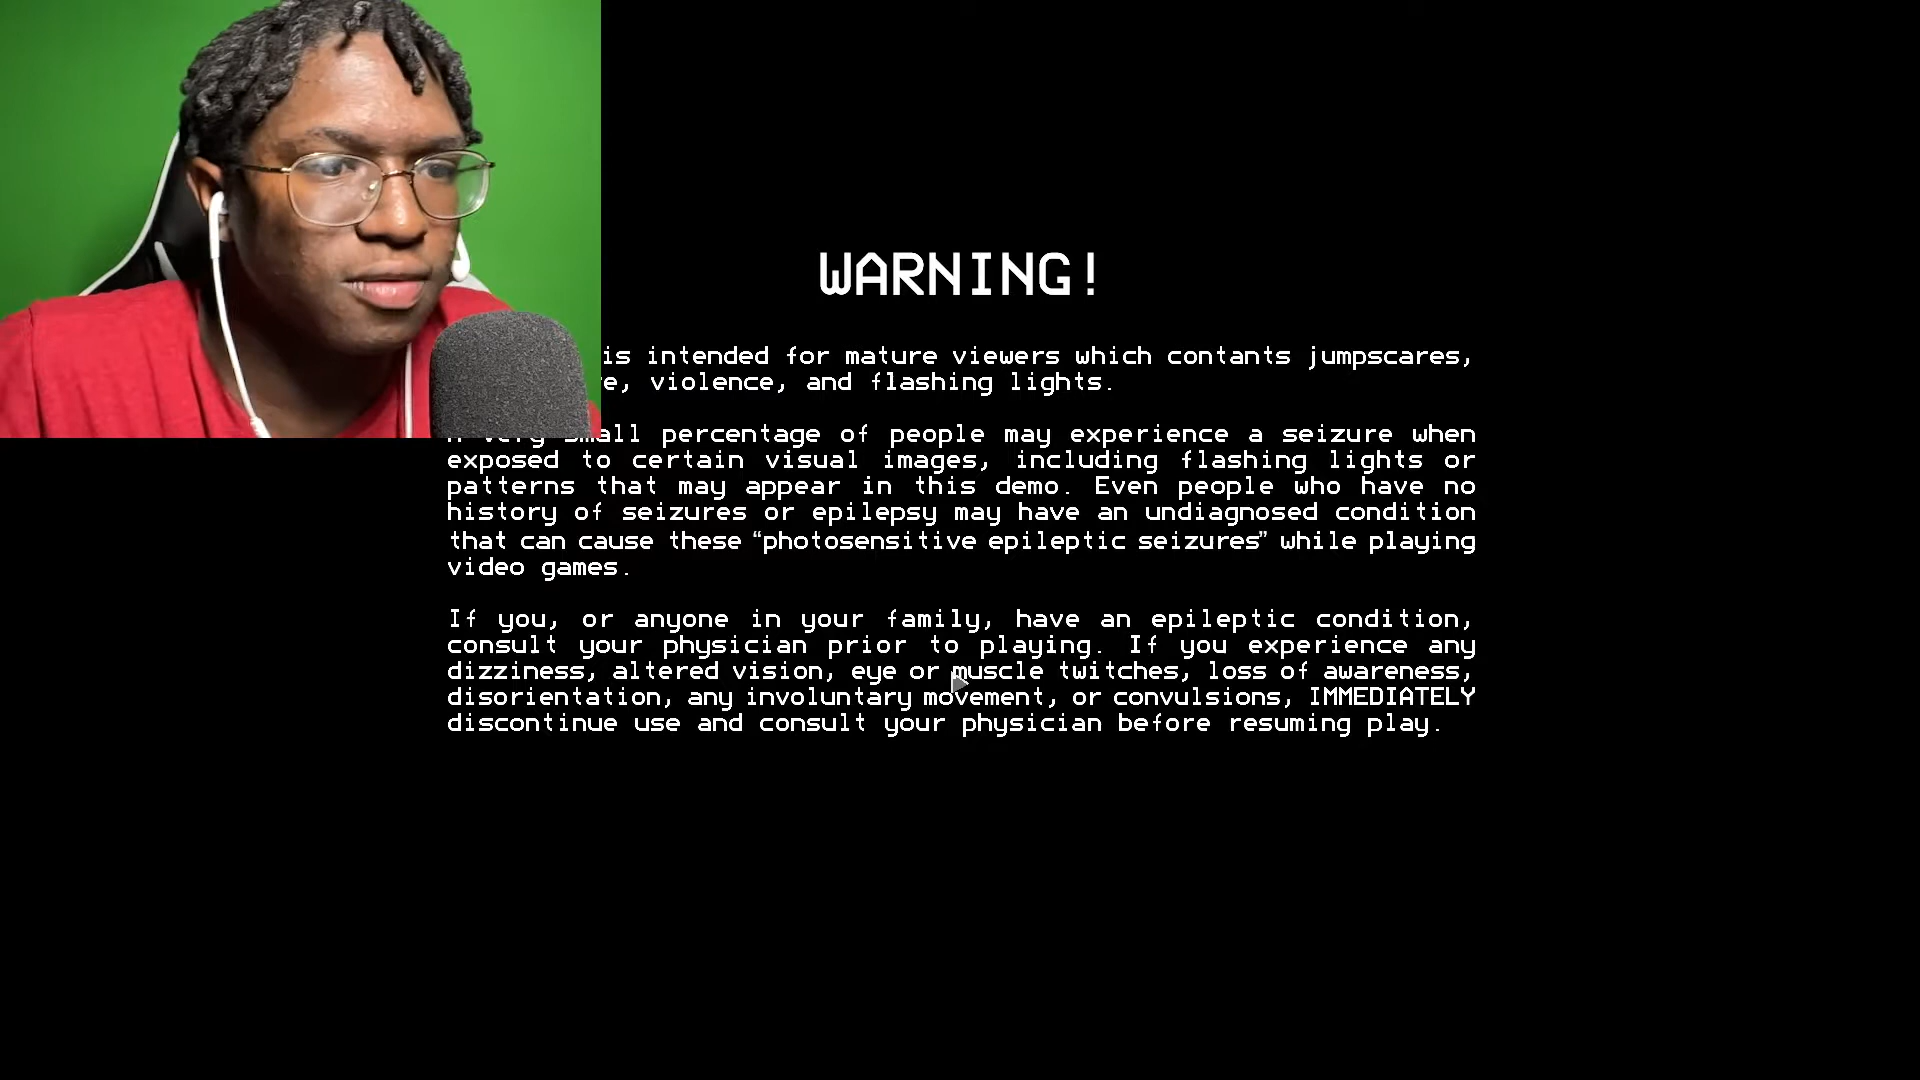 WARNING!
is intended for mature viewers which contants jumpscares,
violence, and flashing lights.
small percentage of people may experience a seizure when
exposed to certain visual images, including flashing lights or
patterns that may appear in this demo. Even people who have no
history of seizures or epilepsy may have an undiagnosed condition
that can cause these “photosensitive epileptic seizures” while playing
video games.
If you, or anyone in your family, have an epileptic condition,
consult your physician prior to playing. If you experience any
dizziness, altered vision, eye or muscle twitches, loss of awareness,
disorientation, any involuntary movement, or convulsions, IMMEDIATELY
discontinue use and consult your physician before resuming play.